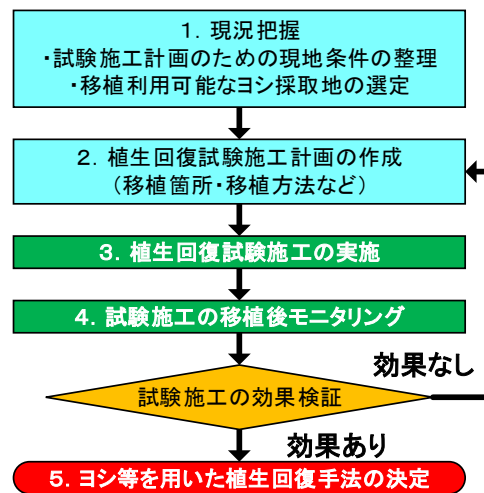 1. 現況把握
・試験施工計画のための現地条件の整理
・移植利用可能なヨシ採取地の選定
2. 植生回復試験施工計画の作成
（移植箇所・移植方法など）
3. 植生回復試験施工の実施
4. 試験施工の移植後モニタリング
効果なし
試験施工の効果検証
効果あり
5. ヨシ等を用いた植生回復手法の決定